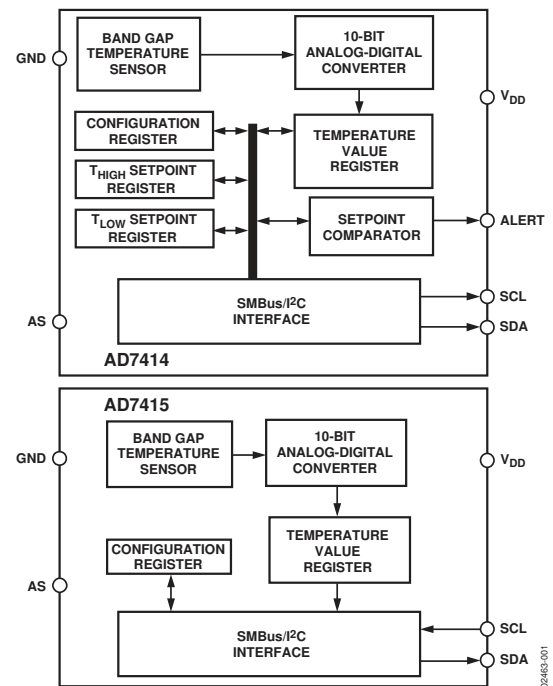 BAND GAP
TEMPERATURE
SENSOR
10-BIT
ANALOG-DIGITAL
CONVERTER
GND
VDD
CONFIGURATION
REGISTER
TEMPERATURE
VALUE
REGISTER
THIGH SETPOINT
REGISTER
TLOW SETPOINT
REGISTER
SETPOINT
COMPARATOR
ALERT
SMBus/I2C
INTERFACE
SCL
SDA
AS
AD7414
AD7415
BAND GAP
TEMPERATURE
SENSOR
10-BIT
ANALOG-DIGITAL
CONVERTER
GND
VDD
CONFIGURATION
REGISTER
TEMPERATURE
VALUE
REGISTER
AS
SMBus/I2C
INTERFACE
SCL
SDA
02463-001